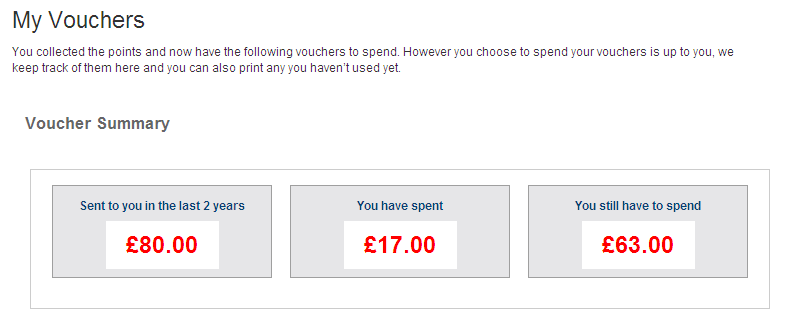 My Vouchers
You collected the points and now have the following vouchers to spend. However you choose to spend your vouchers is up to you, we
keep track of them here and you can also print any you haven't used yet.
Voucher Summary
Sent to you in the last 2 years
£80.00
You have spent
£17.00
You still have to spend
£63.00